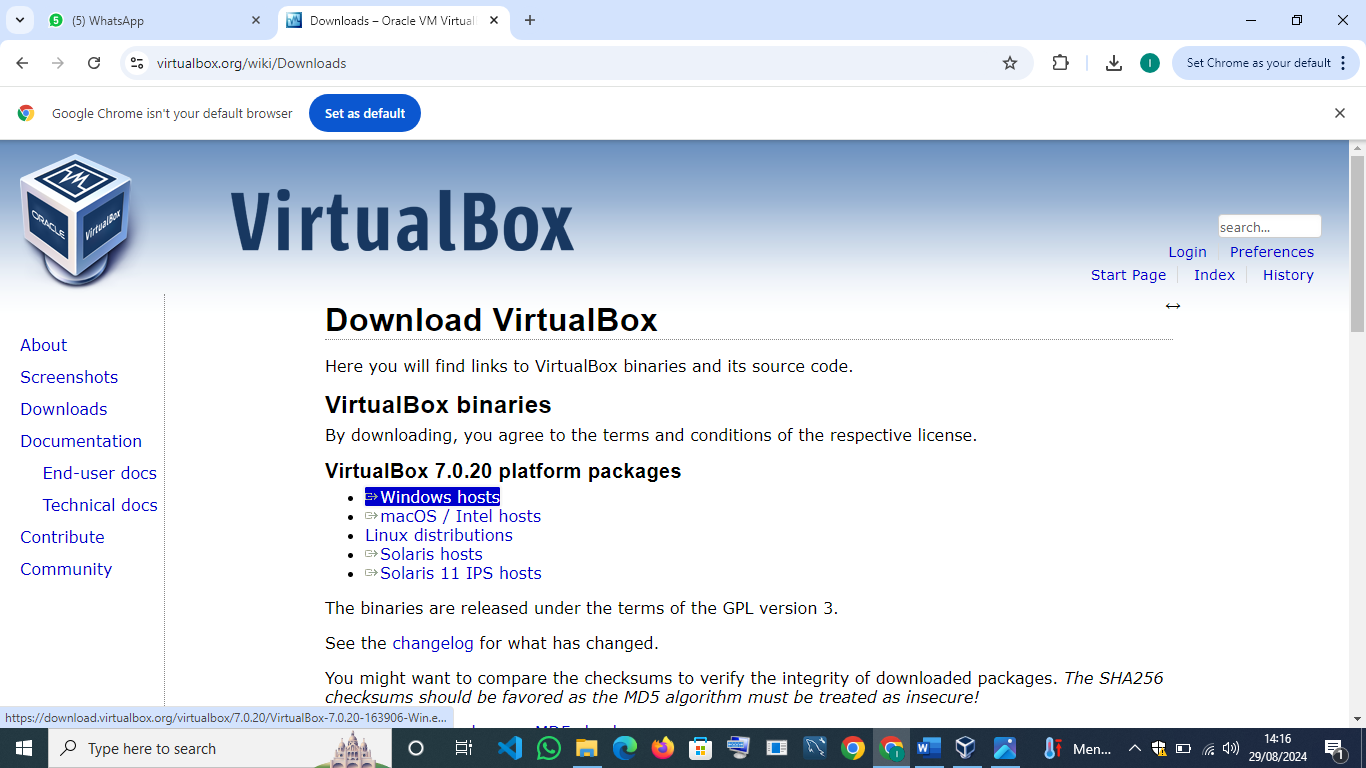 (5) WhatsApp
Downloads – Oracle VM Virtual
virtualbox.org/wiki/Downloads
I
Set Chrome as your default
Google Chrome isn't your default browser
Set as default
ORACLE
VirtualBox
VirtualBox
search...
Login
Preferences
Start Page
Index
History
About
Screenshots
Downloads
Documentation
End-user docs
Technical docs
Contribute
Community
Download VirtualBox
Here you will find links to VirtualBox binaries and its source code.
VirtualBox binaries
By downloading, you agree to the terms and conditions of the respective license.
VirtualBox 7.0.20 platform packages
Windows hosts
macOS / Intel hosts
Linux distributions
Solaris hosts
Solaris 11 IPS hosts
The binaries are released under the terms of the GPL version 3.
See the changelog for what has changed.
You might want to compare the checksums to verify the integrity of downloaded packages. The SHA256
checksums should be favored as the MD5 algorithm must be treated as insecure!
https://download.virtualbox.org/virtualbox/7.0.20/VirtualBox-7.0.20-163906-Win.e...
Type here to search
Men...
14:16
29/08/2024
1